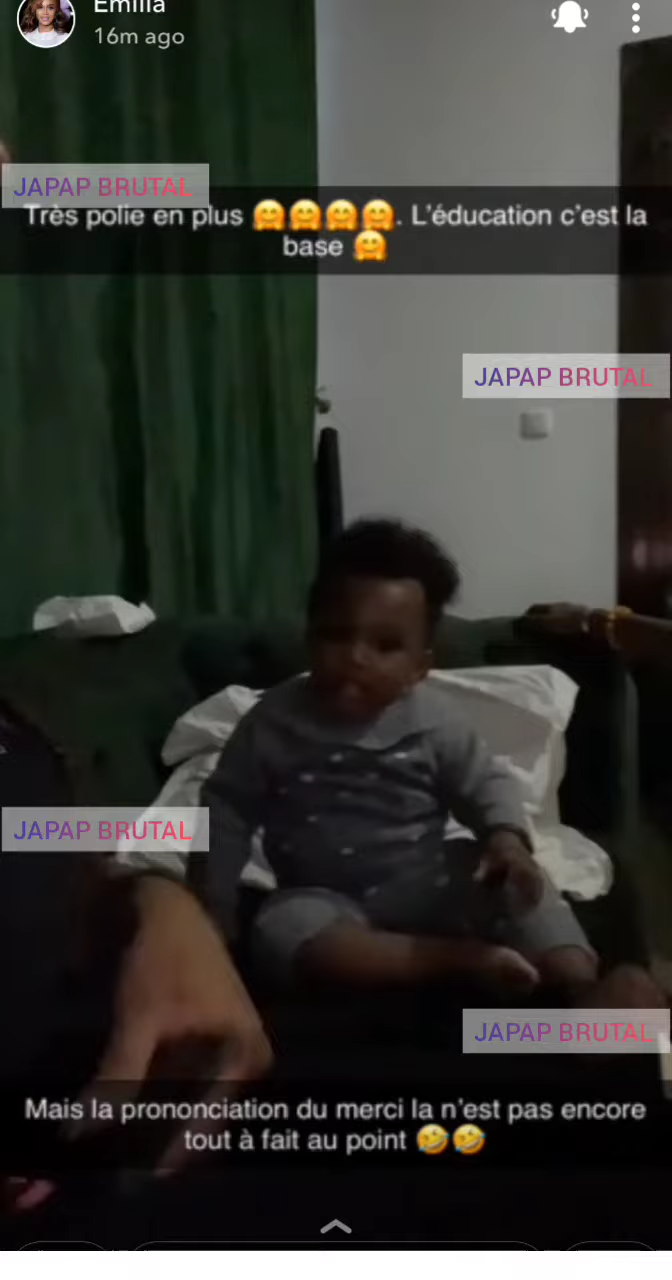 Emilia
16m ago
JAPAP BRUTAL
Très polie en plus 🤗🤗🤗🤗. L'éducation c'est la
base 🤗
JAPAP BRUTAL
JAPAP BRUTAL
JAPAP BRUTAL
Mais la prononciation du merci la n'est pas encore
tout à fait au point 🤣🤣